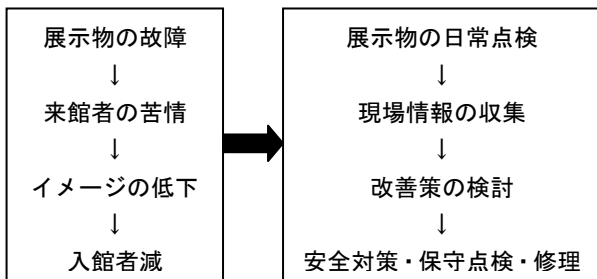 展示物の故障
↓
来館者の苦情
↓
イメージの低下
↓
入館者減
展示物の日常点検
↓
現場情報の収集
↓
改善策の検討
↓
安全対策・保守点検・修理